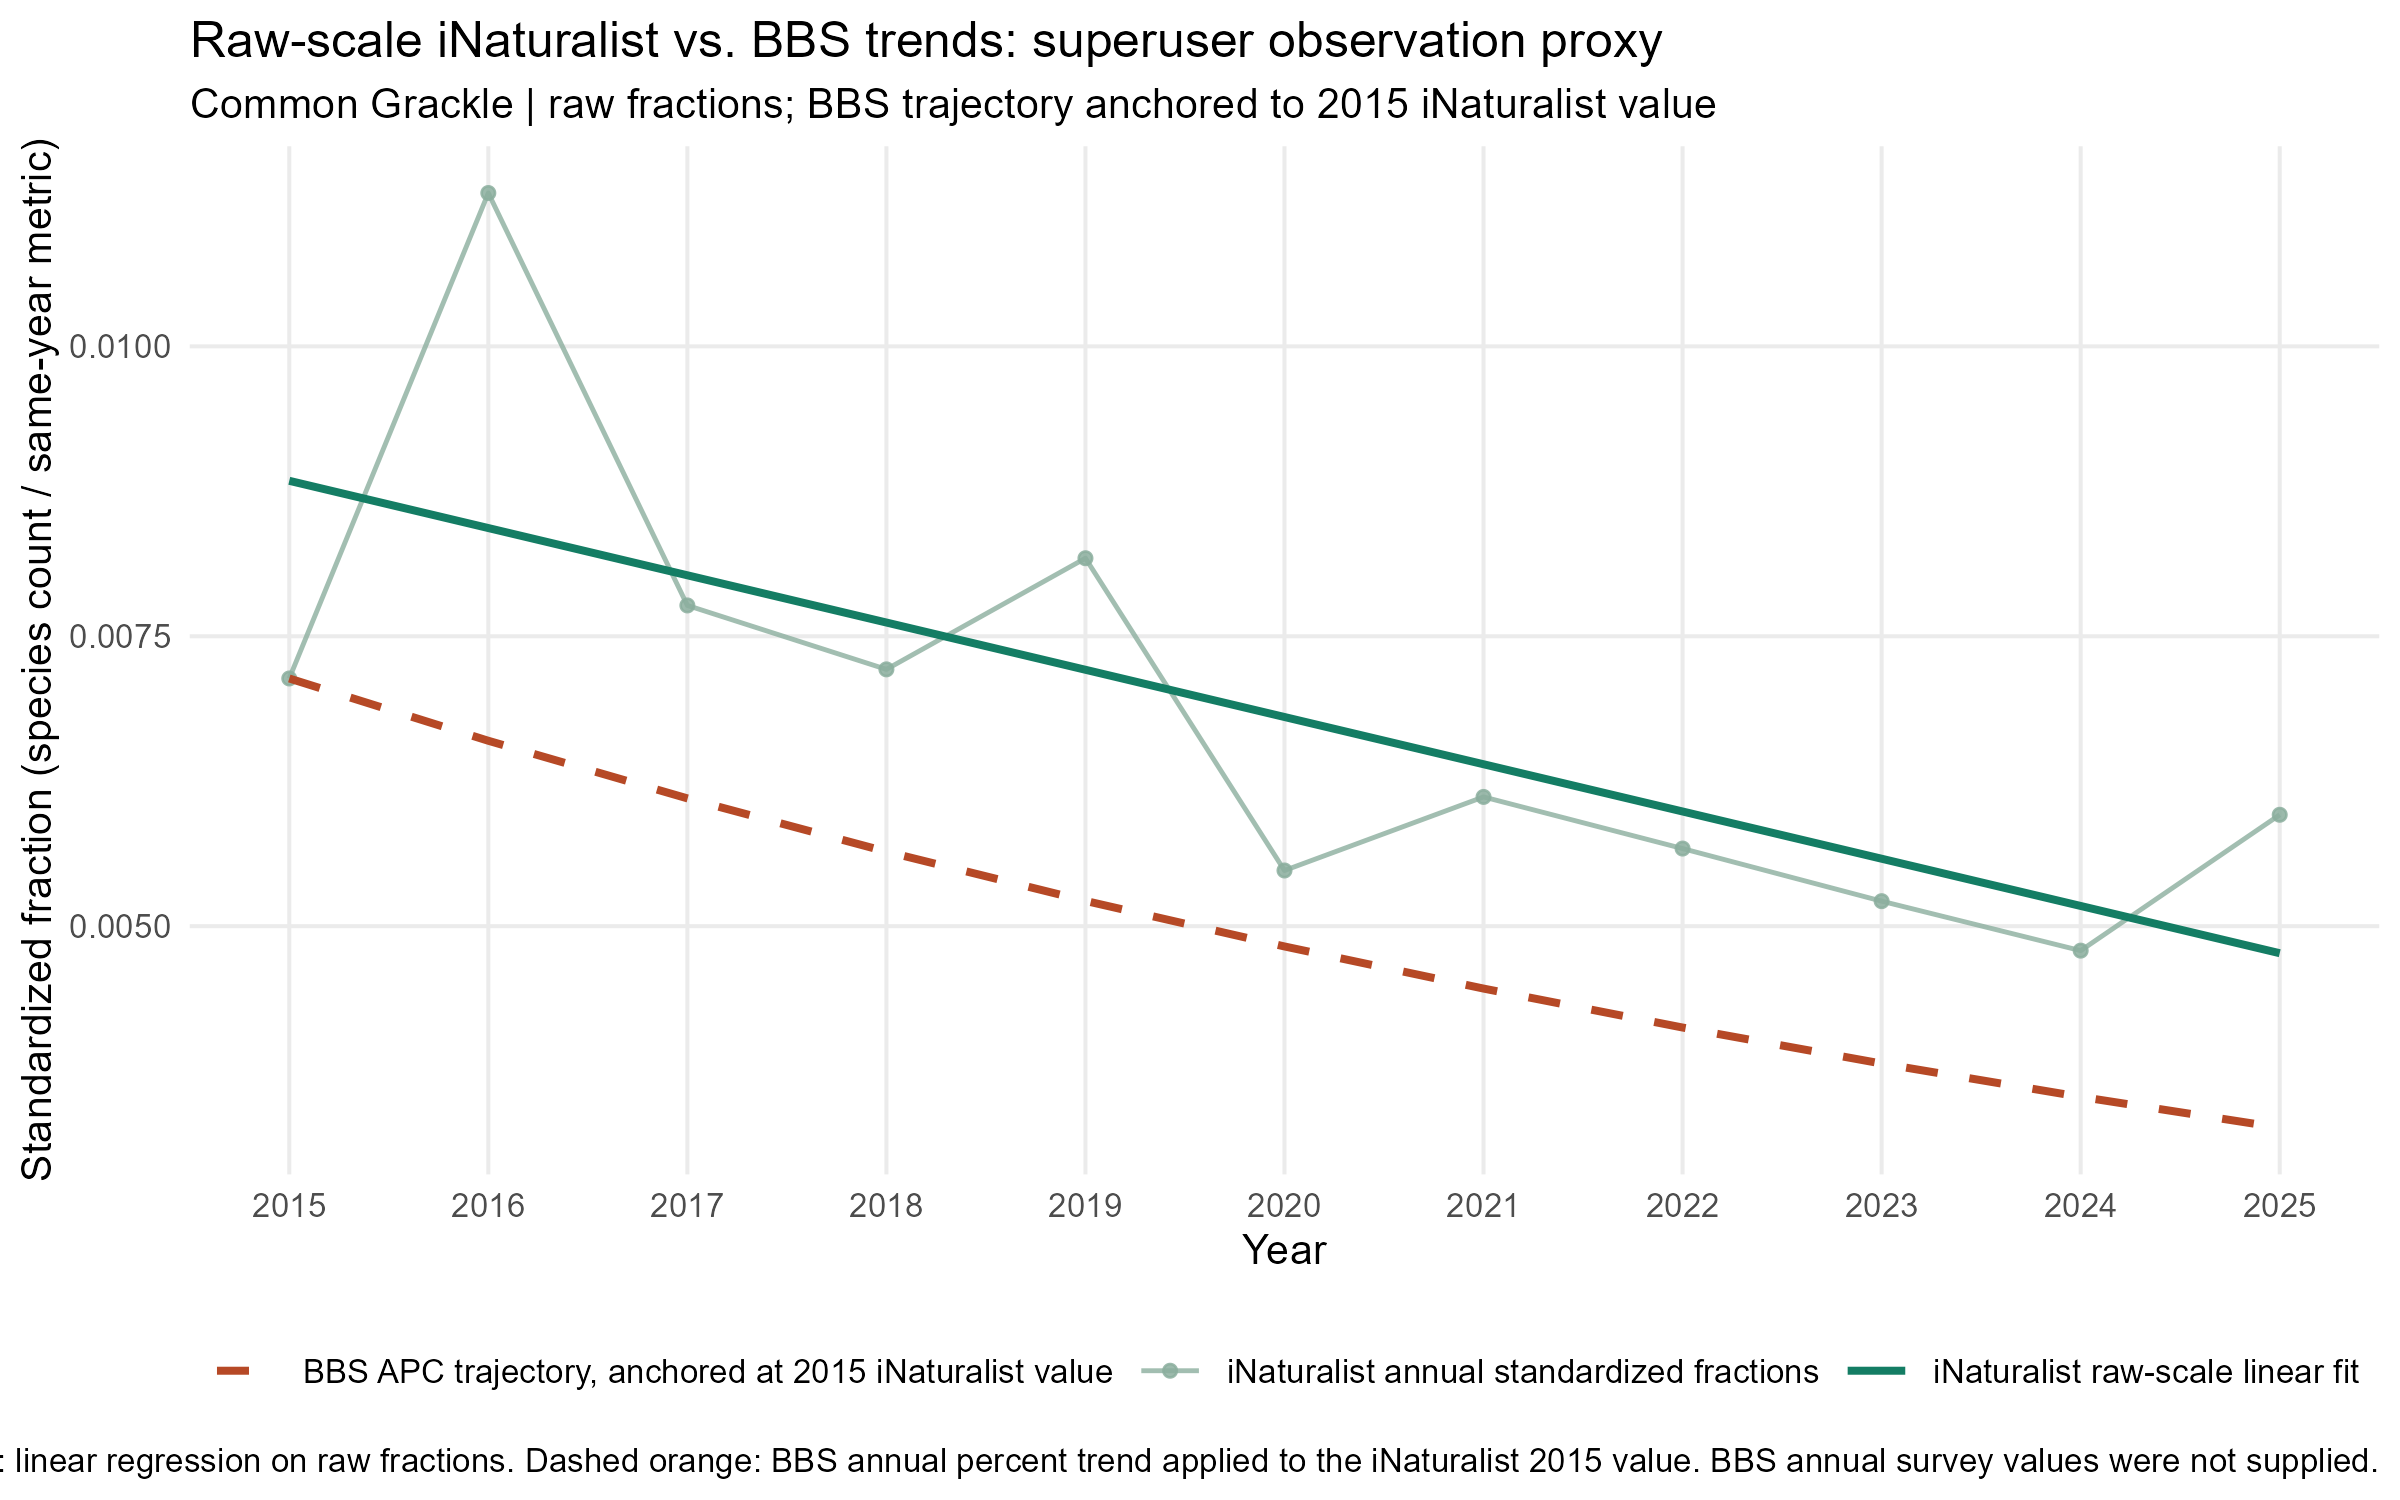 Raw-scale iNaturalist vs. BBS trends: superuser observation proxy
Common Grackle | raw fractions; BBS trajectory anchored to 2015 iNaturalist value
Standardized fraction (species count / same-year metric)
0.0100
0.0075
0.0050
2015 2016 2017 2018 2019 2020 2021 2022 2023 2024 2025
Year
BBS APC trajectory, anchored at 2015 iNaturalist value iNaturalist annual standardized fractions iNaturalist raw-scale linear fit
: linear regression on raw fractions. Dashed orange: BBS annual percent trend applied to the iNaturalist 2015 value. BBS annual survey values were not supplied.